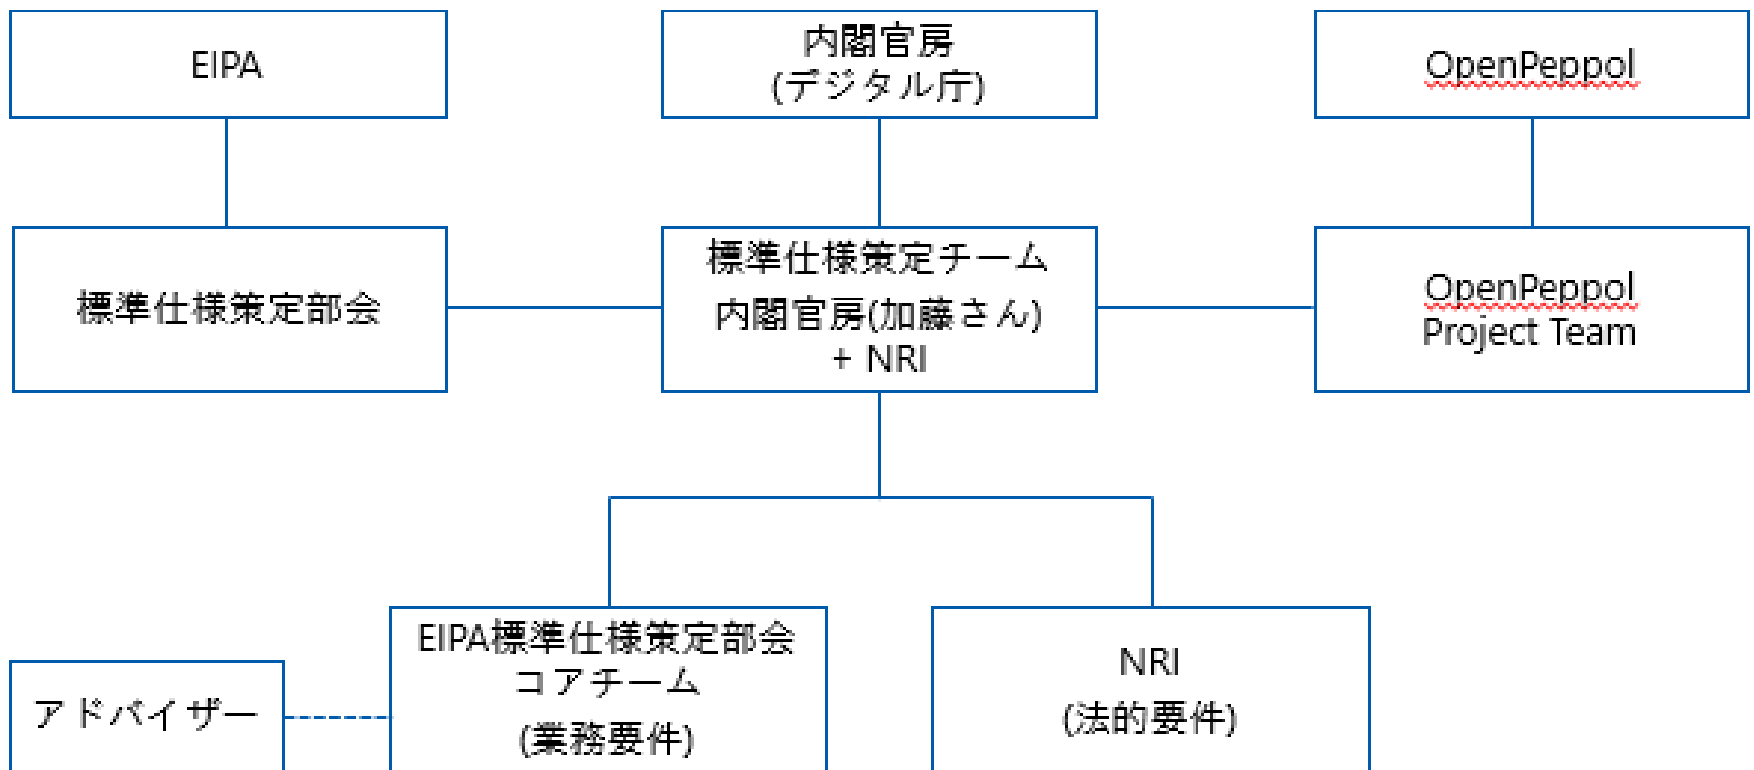 EIPA
内閣官房
(デジタル庁)
OpenPeppol
標準仕様策定部会
標準仕様策定チーム
内閣官房(加藤さん)
+ NRI
OpenPeppol
Project Team
EIPA標準仕様策定部会
コアチーム
(業務要件)
NRI
(法的要件)
アドバイザー